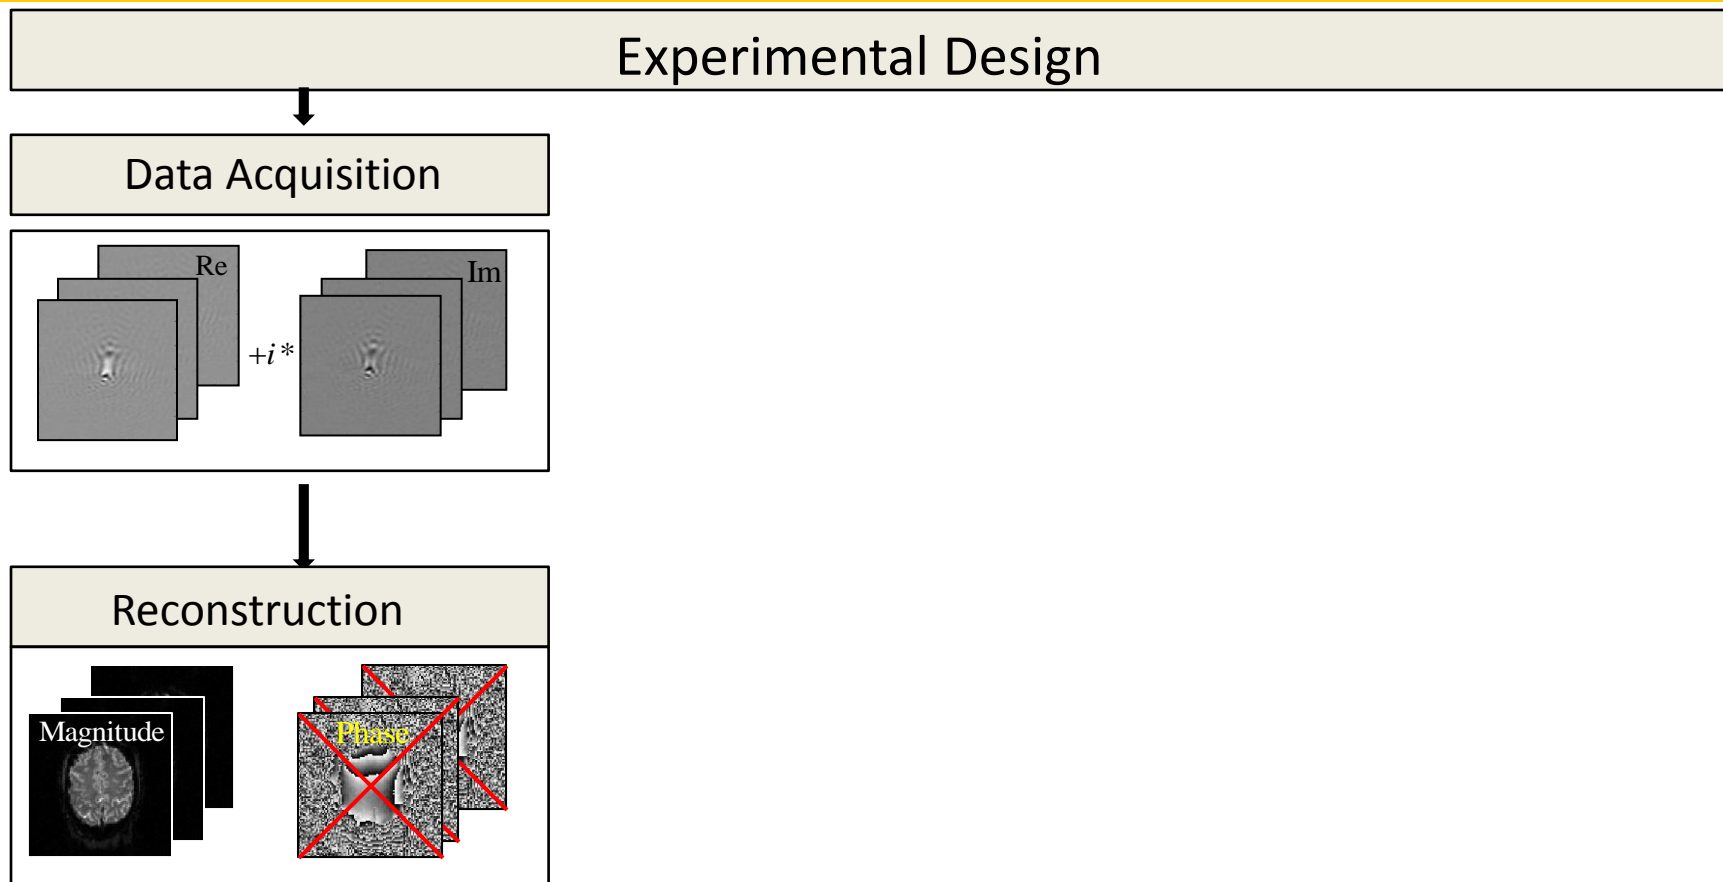 Experimental Design
Data Acquisition
Re
Im
+i*
Reconstruction
Magnitude
Phase